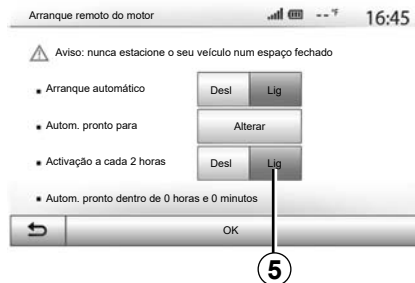 Arranque remoto do motor
--°F
16:45
Aviso: nunca estacione o seu veículo num espaço fechado
Arranque automático
Desl
Lig
Autom. pronto para
Alterar
Activação a cada 2 horas
Desl
Lig
Autom. pronto dentro de 0 horas e 0 minutos
OK
5